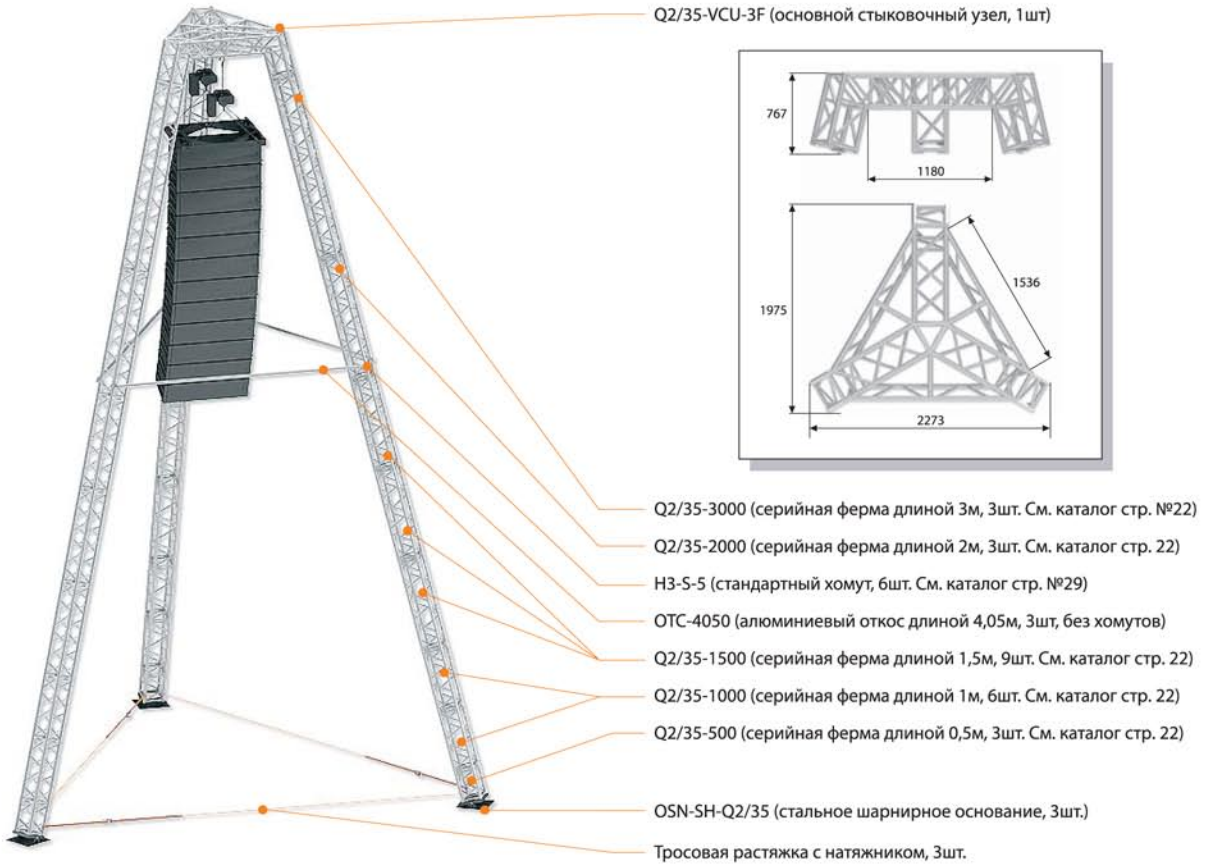 Q2/35-VCU-3F (основной стыковочный узел, 1шт)
767
1180
1975
1536
2273
Q2/35-3000 (серийная ферма длиной 3м, 3шт. См. каталог стр. №22)
Q2/35-2000 (серийная ферма длиной 2м, 3шт. См. каталог стр. 22)
H3-S-5 (стандартный хомут, 6шт. См. каталог стр. №29)
ОТС-4050 (алюминиевый откос длиной 4,05м, 3шт, без хомутов)
Q2/35-1500 (серийная ферма длиной 1,5м, 9шт. См. каталог стр. 22)
Q2/35-1000 (серийная ферма длиной 1м, 6шт. См. каталог стр. 22)
Q2/35-500 (серийная ферма длиной 0,5м, 3шт. См. каталог стр. 22)
OSN-SH-Q2/35 (стальное шарнирное основание, 3шт.)
Тросовая растяжка с натяжником, 3шт.